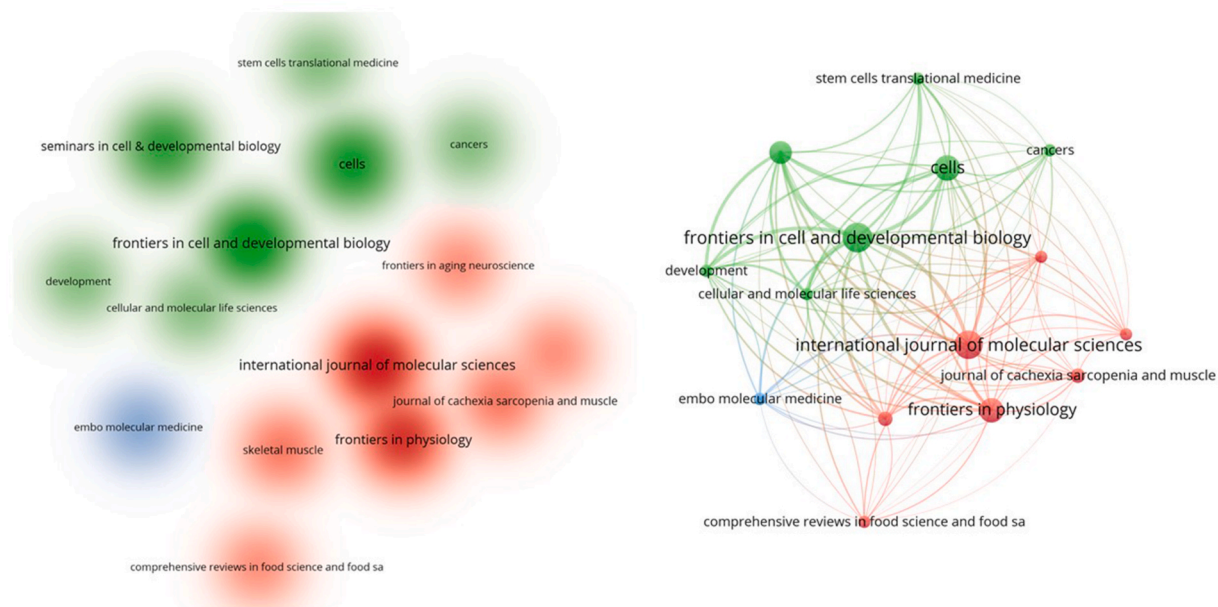 stem cells translational medicine
seminars in cell & developmental biology
cells
cancers
frontiers in cell and developmental biology
frontiers in aging neuroscience
development
cellular and molecular life sciences
international journal of molecular sciences
journal of cachexia sarcopenia and muscle
embo molecular medicine
frontiers in physiology
skeletal muscle
comprehensive reviews in food science and food sa
stem cells translational medicine
cancers
cells
frontiers in cell and developmental biology
development
cellular and molecular life sciences
international journal of molecular sciences
journal of cachexia sarcopenia and muscle
embo molecular medicine
frontiers in physiology
comprehensive reviews in food science and food sa